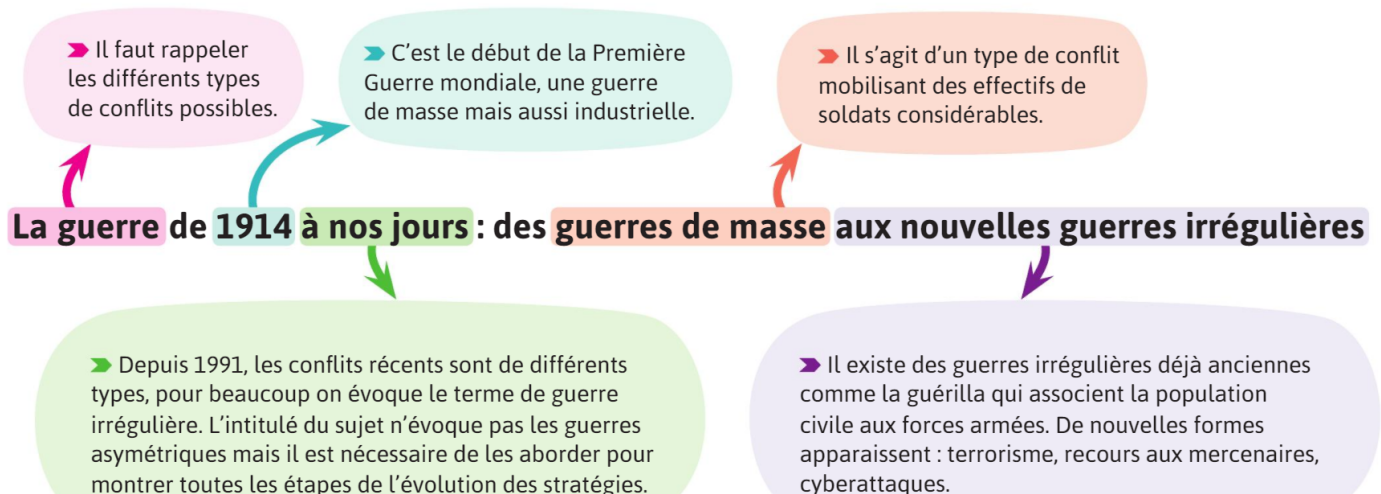 Il faut rappeler
les différents types
de conflits possibles.
C'est le début de la Première
Guerre mondiale, une guerre
de masse mais aussi industrielle.
Il s'agit d'un type de conflit
mobilisant des effectifs de
soldats considérables.
La guerre de 1914 à nos jours : des guerres de masse aux nouvelles guerres irrégulières
Depuis 1991, les conflits récents sont de différents
types, pour beaucoup on évoque le terme de guerre
irrégulière. L'intitulé du sujet n'évoque pas les guerres
asymétriques mais il est nécessaire de les aborder pour
montrer toutes les étapes de l'évolution des stratégies.
Il existe des guerres irrégulières déjà anciennes
comme la guérilla qui associent la population
civile aux forces armées. De nouvelles formes
apparaissent : terrorisme, recours aux mercenaires,
cyberattaques.